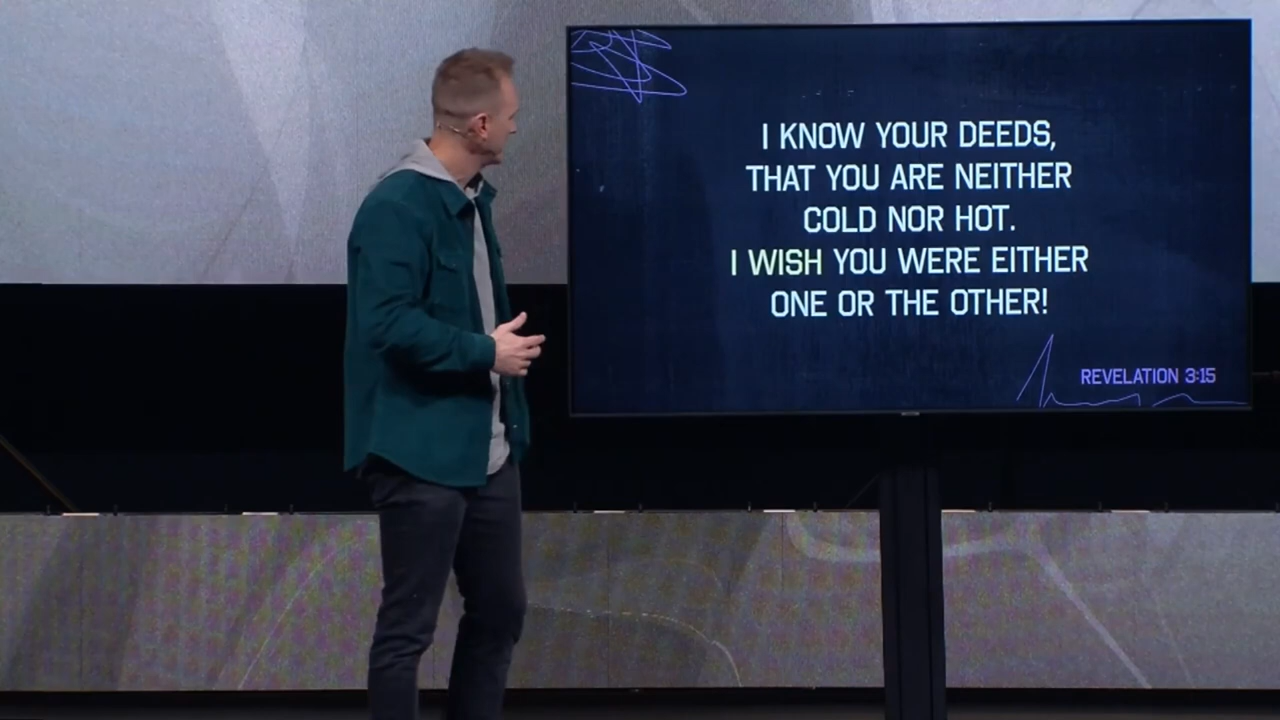 I KNOW YOUR DEEDS,
THAT YOU ARE NEITHER
COLD NOR HOT.
I WISH YOU WERE EITHER
ONE OR THE OTHER!
REVELATION 3:15